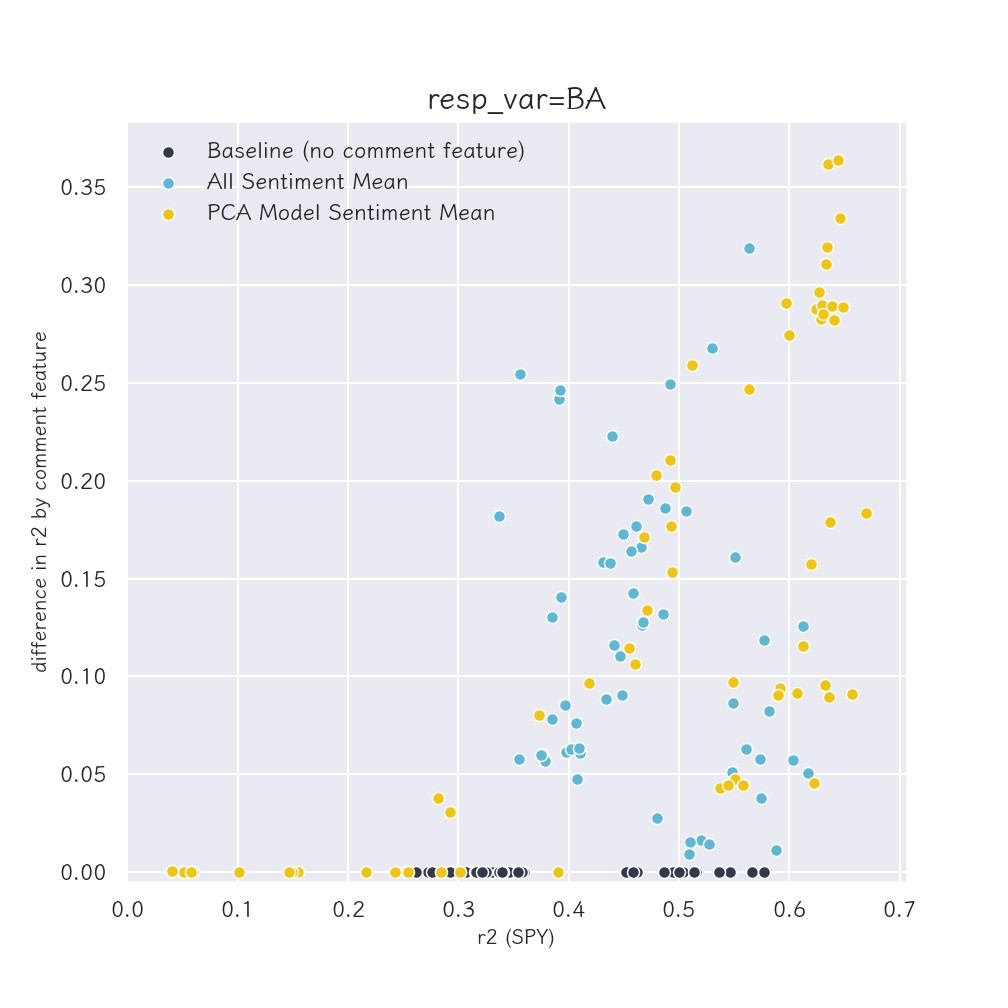 resp_var=BA
Baseline (no comment feature)
All Sentiment Mean
PCA Model Sentiment Mean
difference in r2 by comment feature
0.35
0.30
0.25
0.20
0.15
0.10
0.05
0.00
0.0 0.1 0.2 0.3 0.4 0.5 0.6 0.7
r2 (SPY)